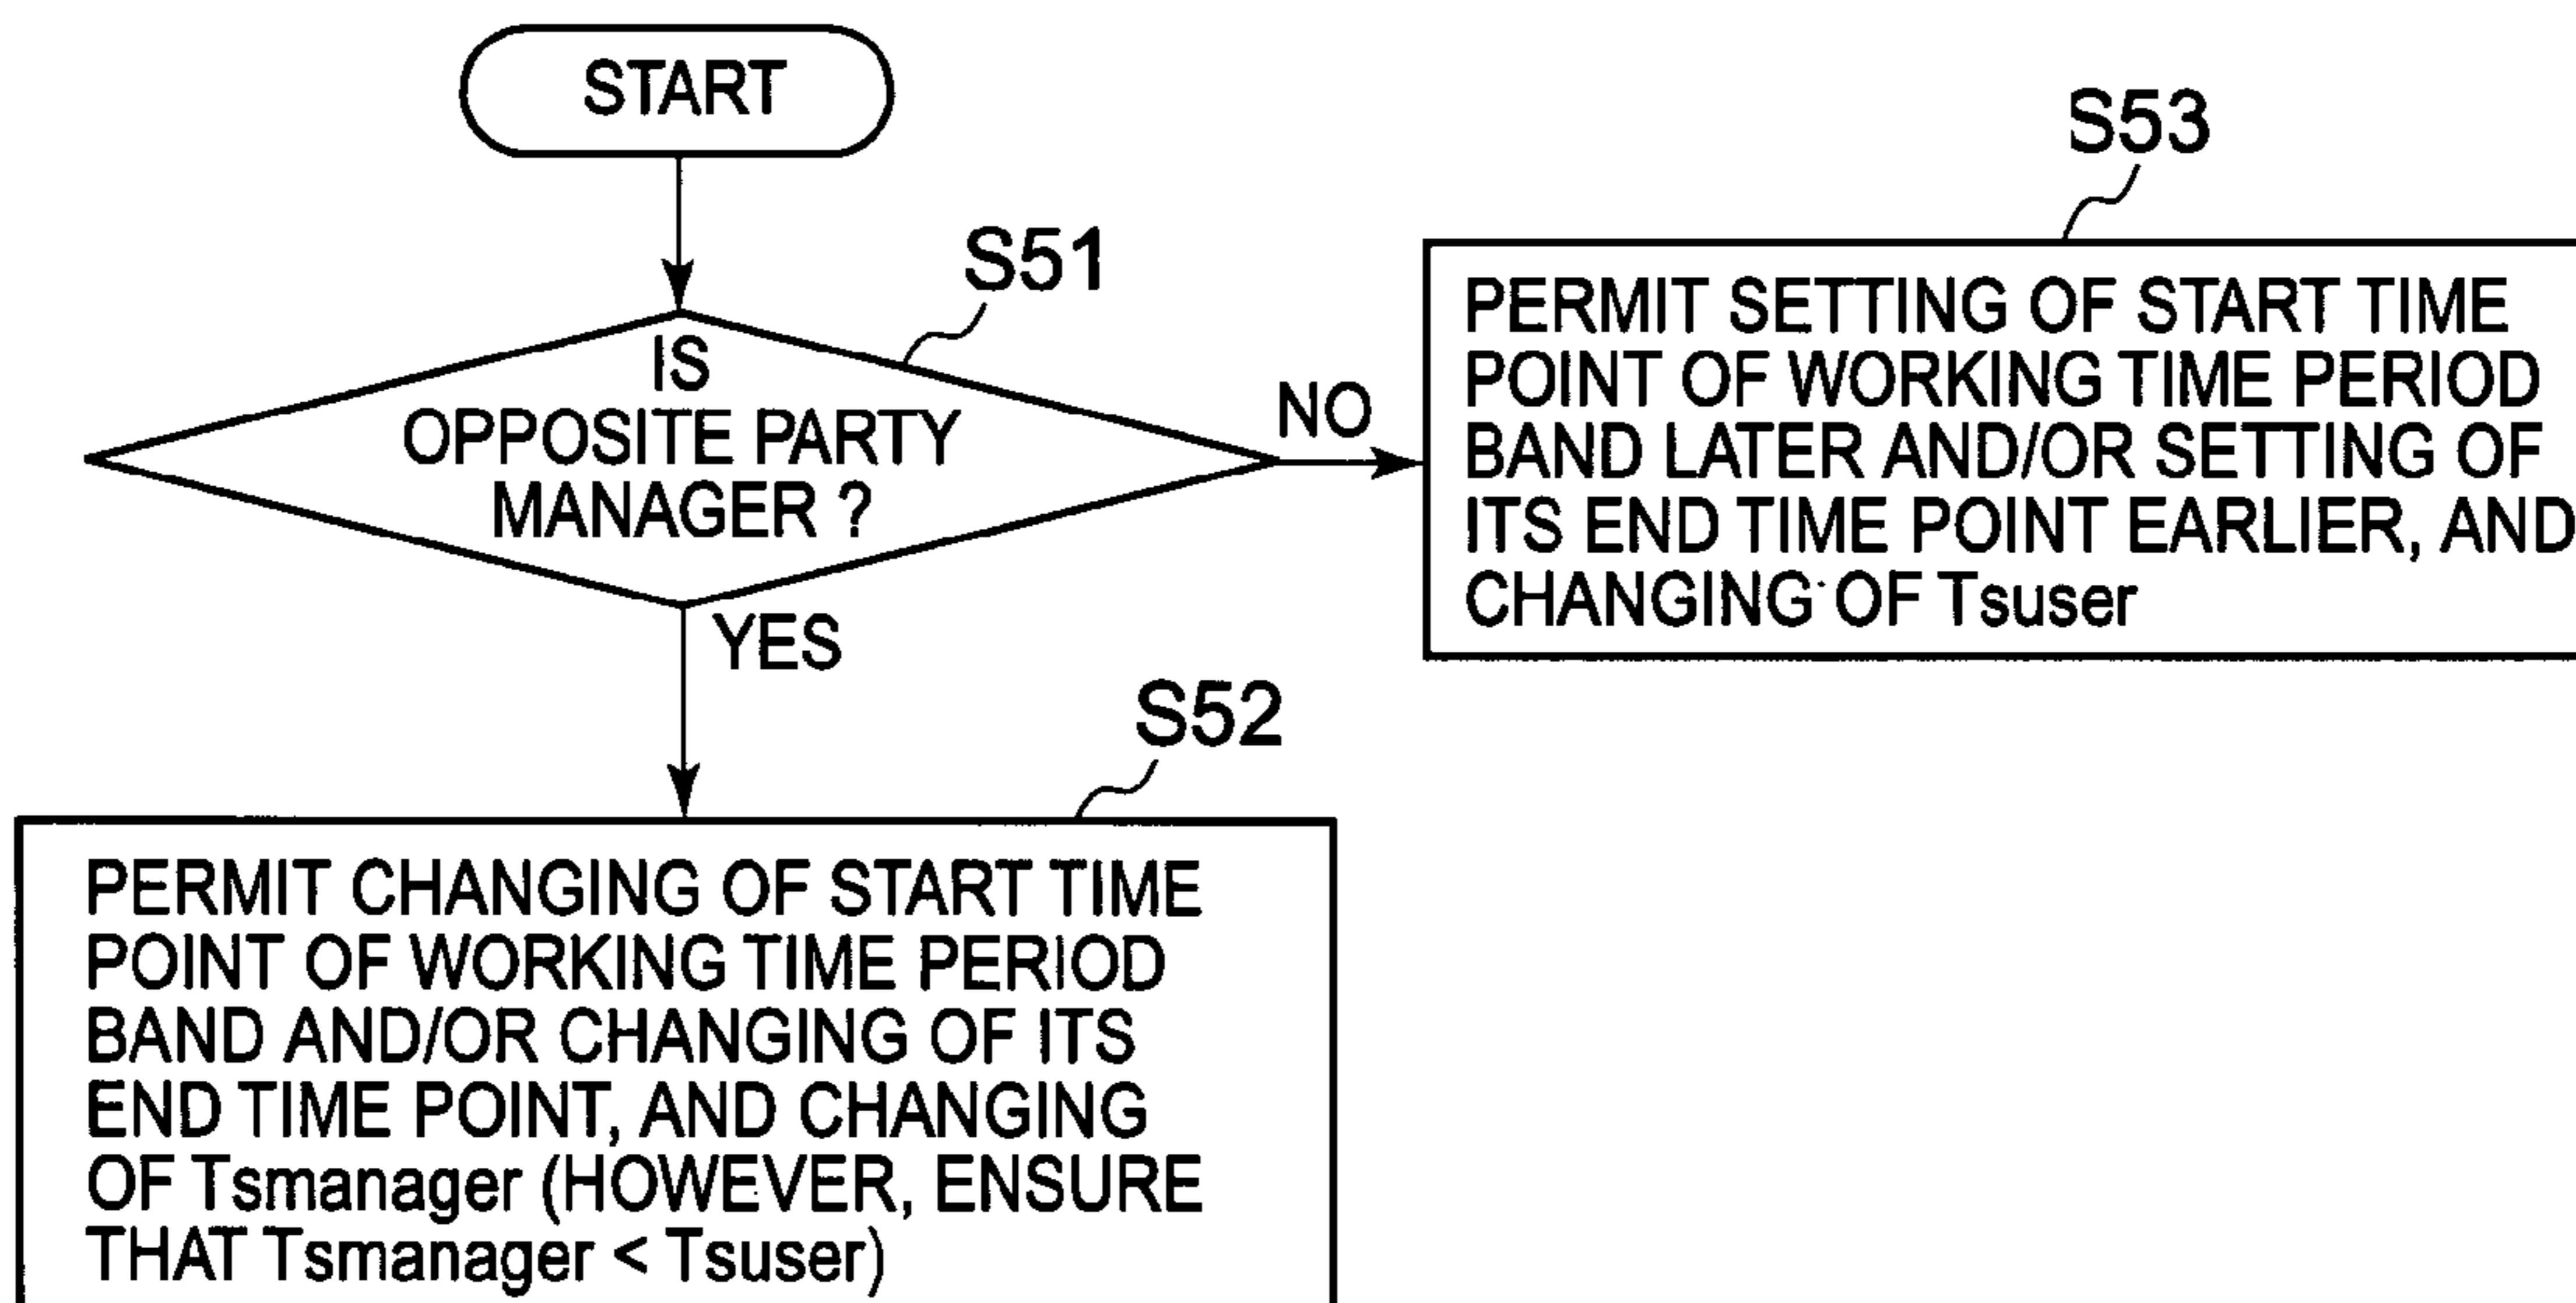 START
S51
IS
OPPOSITE PARTY
MANAGER ?
NO
YES
S53
PERMIT SETTING OF START TIME
POINT OF WORKING TIME PERIOD
BAND LATER AND/OR SETTING OF
ITS END TIME POINT EARLIER, AND
CHANGING OF Tsuser
S52
PERMIT CHANGING OF START TIME
POINT OF WORKING TIME PERIOD
BAND AND/OR CHANGING OF ITS
END TIME POINT, AND CHANGING
OF Tsmanager (HOWEVER, ENSURE
THAT Tsmanager < Tsuser)